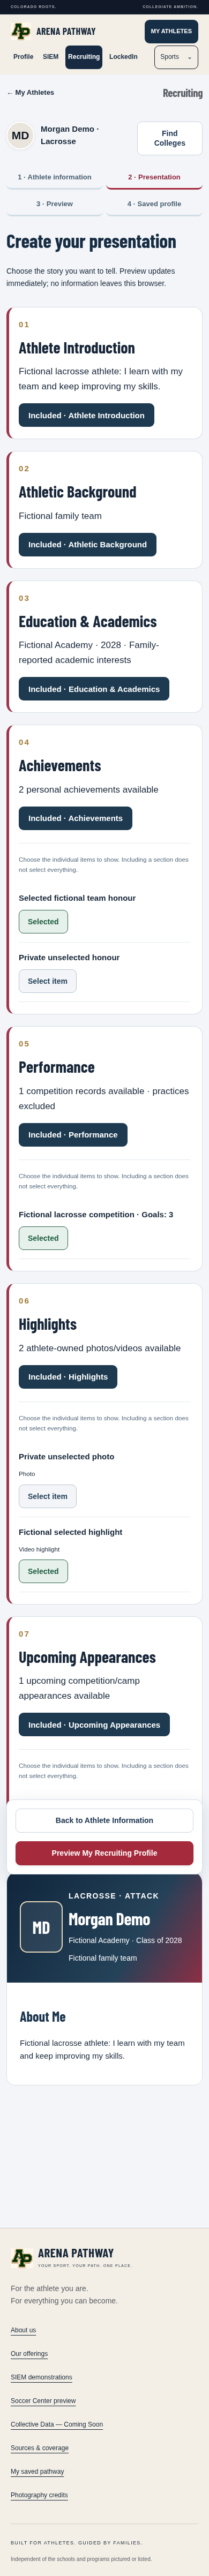 COLORADO ROOTS.
COLLEGIATE AMBITION.
AP
ARENA PATHWAY
MY ATHLETES
Profile
SIEM
Recruiting
LockedIn
Sports
← My Athletes
Recruiting
MD
Morgan Demo ·
Lacrosse
Find
Colleges
1 · Athlete information
2 · Presentation
3 · Preview
4 · Saved profile
Create your presentation
Choose the story you want to tell. Preview updates
immediately; no information leaves this browser.
01
Athlete Introduction
Fictional lacrosse athlete: I learn with my
team and keep improving my skills.
Included · Athlete Introduction
02
Athletic Background
Fictional family team
Included · Athletic Background
03
Education & Academics
Fictional Academy · 2028 · Family-
reported academic interests
Included · Education & Academics
04
Achievements
2 personal achievements available
Included · Achievements
Choose the individual items to show. Including a section does
not select everything.
Selected fictional team honour
Selected
Private unselected honour
Select item
05
Performance
1 competition records available · practices
excluded
Included · Performance
Choose the individual items to show. Including a section does
not select everything.
Fictional lacrosse competition · Goals: 3
Selected
06
Highlights
2 athlete-owned photos/videos available
Included · Highlights
Choose the individual items to show. Including a section does
not select everything.
Private unselected photo
Photo
Select item
Fictional selected highlight
Video highlight
Selected
07
Upcoming Appearances
1 upcoming competition/camp
appearances available
Included · Upcoming Appearances
Choose the individual items to show. Including a section does
not select everything.
Back to Athlete Information
Preview My Recruiting Profile
MD
LACROSSE · ATTACK
Morgan Demo
Fictional Academy · Class of 2028
Fictional family team
About Me
Fictional lacrosse athlete: I learn with my team
and keep improving my skills.
AP
ARENA PATHWAY
YOUR SPORT. YOUR PATH. ONE PLACE.
For the athlete you are.
For everything you can become.
About us
Our offerings
SIEM demonstrations
Soccer Center preview
Collective Data — Coming Soon
Sources & coverage
My saved pathway
Photography credits
BUILT FOR ATHLETES. GUIDED BY FAMILIES.
Independent of the schools and programs pictured or listed.